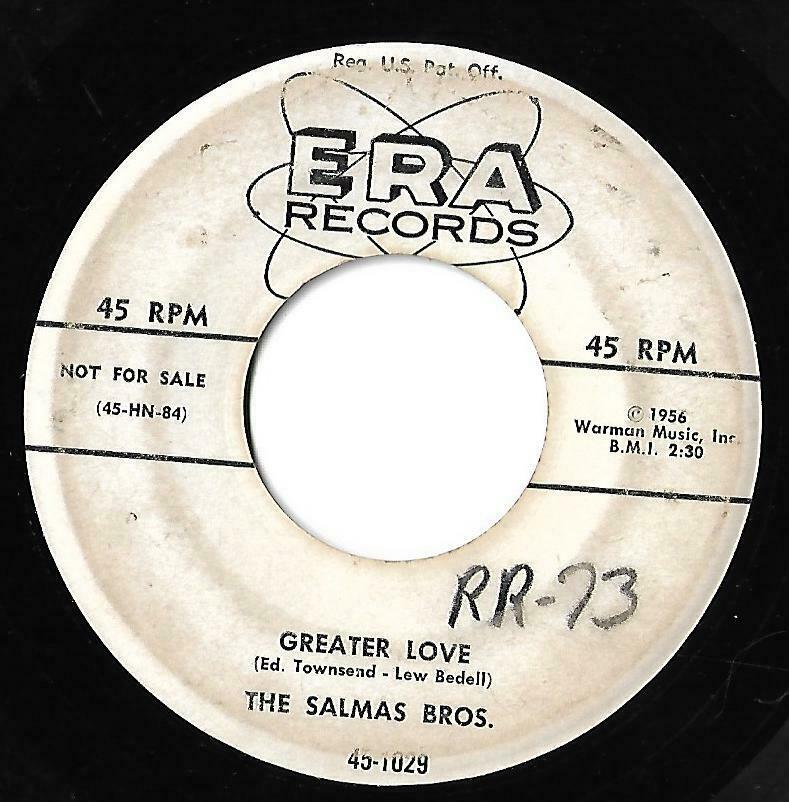 Reg. U.S. Pat. Off.
ERA
RECORDS
45 RPM
45 RPM
NOT FOR SALE
(45-HN-84)
© 1956
Warman Music, Inc.
B.M.I. 2:30
RR-73
GREATER LOVE
(Ed. Townsend - Lew Bedell)
THE SALMAS BROS.
45-1029